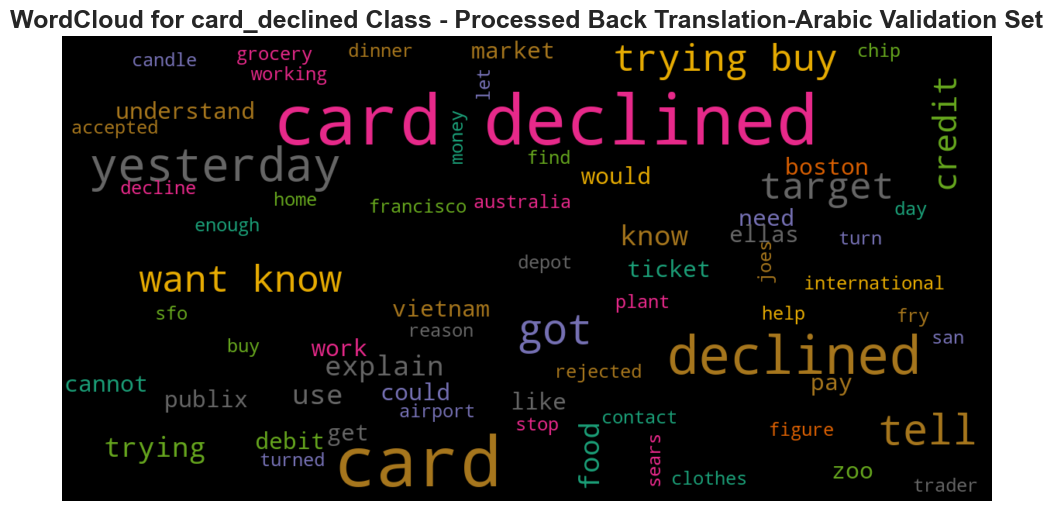 WordCloud for card_declined Class - Processed Back Translation-Arabic Validation Set
candle
grocery
dinner
market
trying buy
chip
working
let
understand
card declined
credit
accepted
money
yesterday
find
would
boston
decline
target
home
francisco
australia
day
enough
need
know
ellas
turn
depot
ticket
joes
want know
international
plant
sfo
vietnam
help
fry
reason
got
san
buy
work
declined
explain
rejected
cannot
pay
publix
use
could
like
airport
contact
stop
figure
tell
trying
debit
get
food
sears
turned
card
clothes
zoo
trader